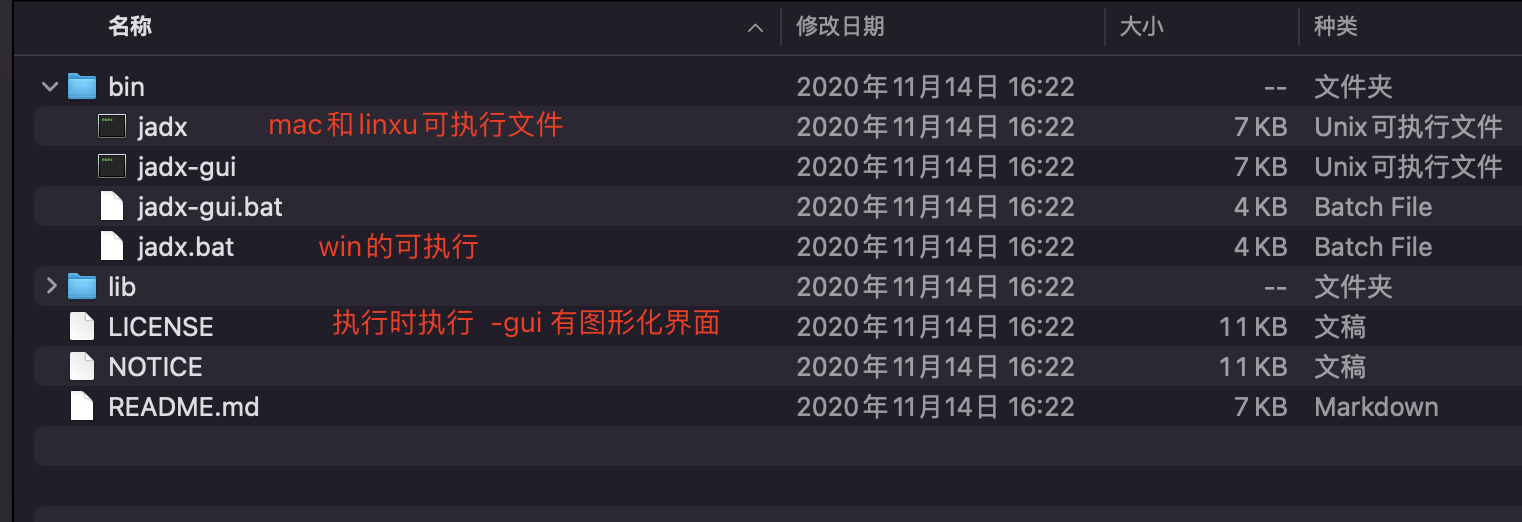 名称 修改日期 大小 种类
bin 2020年11月14日 16:22 -- 文件夹
jadx mac和linxu可执行文件 2020年11月14日 16:22 7 KB Unix可执行文件
jadx-gui 2020年11月14日 16:22 7 KB Unix可执行文件
jadx-gui.bat 2020年11月14日 16:22 4 KB Batch File
jadx.bat win的可执行 2020年11月14日 16:22 4 KB Batch File
lib 2020年11月14日 16:22 -- 文件夹
LICENSE 执行时执行 -gui 有图形化界面 2020年11月14日 16:22 11 KB 文稿
NOTICE 2020年11月14日 16:22 11 KB 文稿
README.md 2020年11月14日 16:22 7 KB Markdown